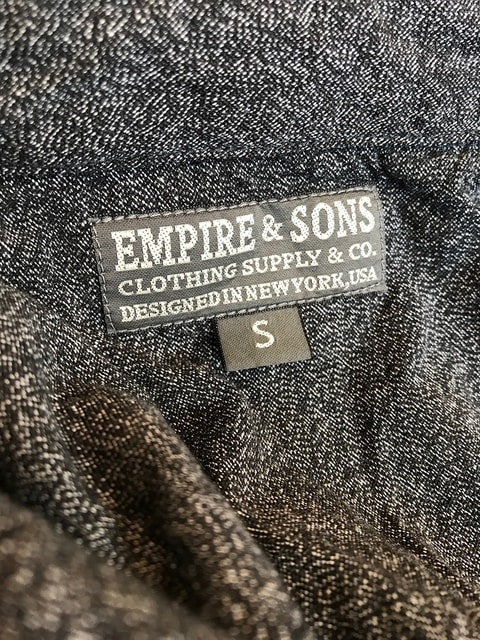 EMPIRE & SONS
CLOTHING SUPPLY & CO.
DESIGNED IN NEW YORK, USA
S